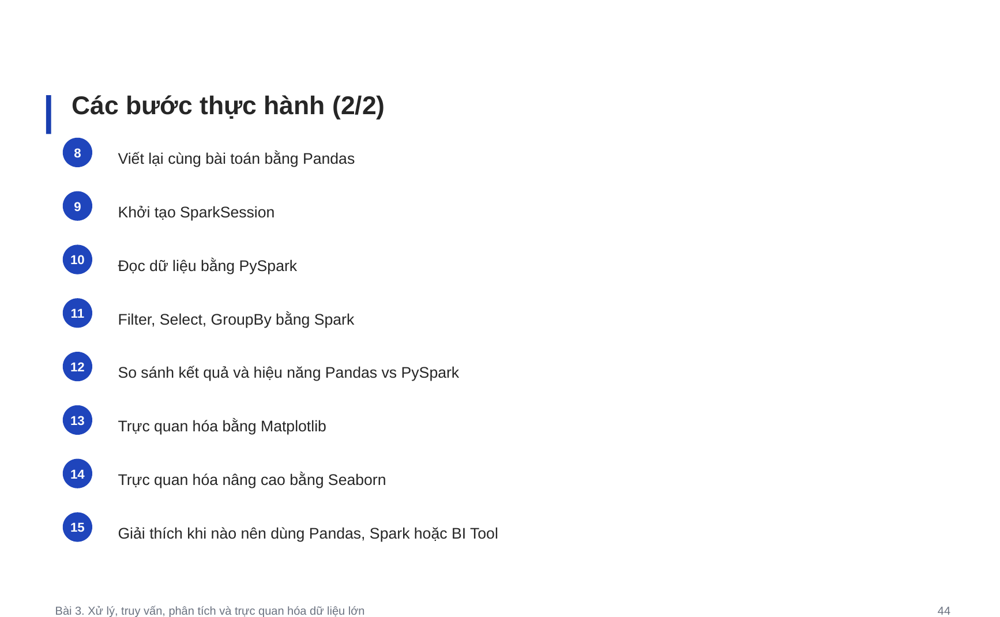 Các bước thực hành (2/2)
8 Viết lại cùng bài toán bằng Pandas
9 Khởi tạo SparkSession
10 Đọc dữ liệu bằng PySpark
11 Filter, Select, GroupBy bằng Spark
12 So sánh kết quả và hiệu năng Pandas vs PySpark
13 Trực quan hóa bằng Matplotlib
14 Trực quan hóa nâng cao bằng Seaborn
15 Giải thích khi nào nên dùng Pandas, Spark hoặc BI Tool
Bài 3. Xử lý, truy vấn, phân tích và trực quan hóa dữ liệu lớn 44